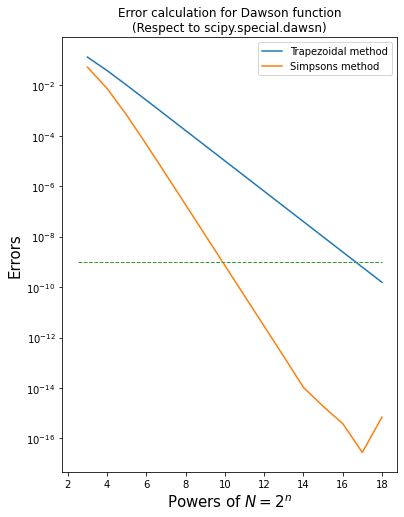 Error calculation for Dawson function
(Respect to scipy.special.dawsn)
Trapezoidal method
Simpsons method
Errors
10⁻²
10⁻⁴
10⁻⁶
10⁻⁸
10⁻¹⁰
10⁻¹²
10⁻¹⁴
10⁻¹⁶
2 4 6 8 10 12 14 16 18
Powers of N = 2ⁿ